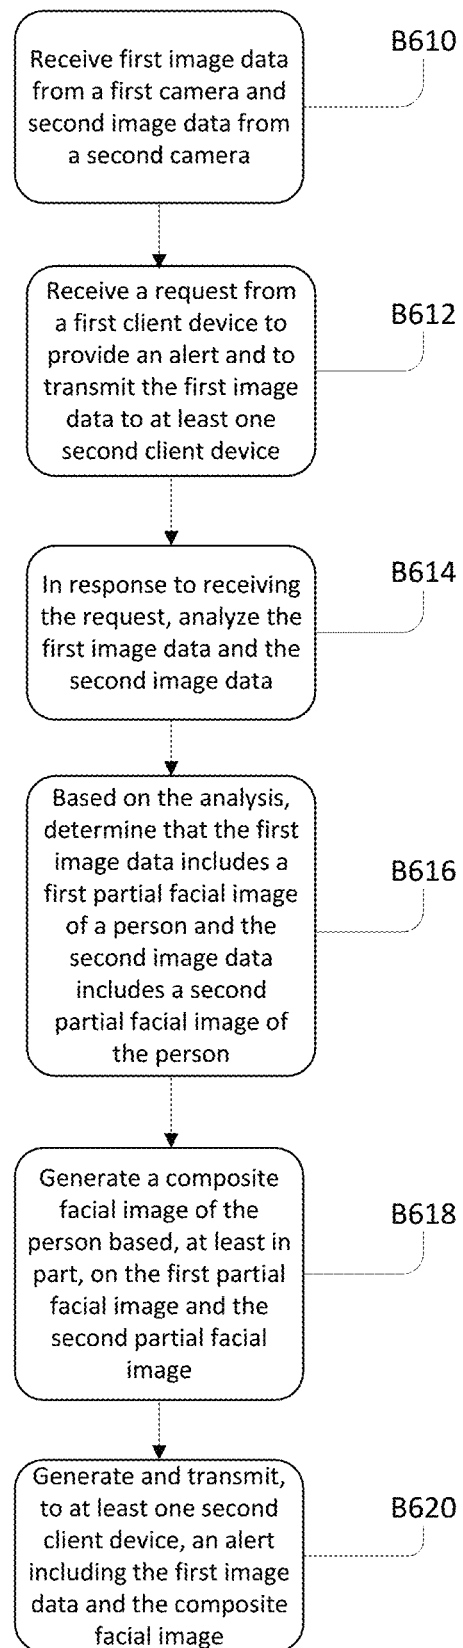 Receive first image data
from a first camera and
second image data from
a second camera
B610
Receive a request from
a first client device to
provide an alert and to
transmit the first image
data to at least one
second client device
B612
In response to receiving
the request, analyze the
first image data and the
second image data
B614
Based on the analysis,
determine that the first
image data includes a
first partial facial image
of a person and the
second image data
includes a second
partial facial image of
the person
B616
Generate a composite
facial image of the
person based, at least in
part, on the first partial
facial image and the
second partial facial
image
B618
Generate and transmit,
to at least one second
client device, an alert
including the first image
data and the composite
facial image
B620